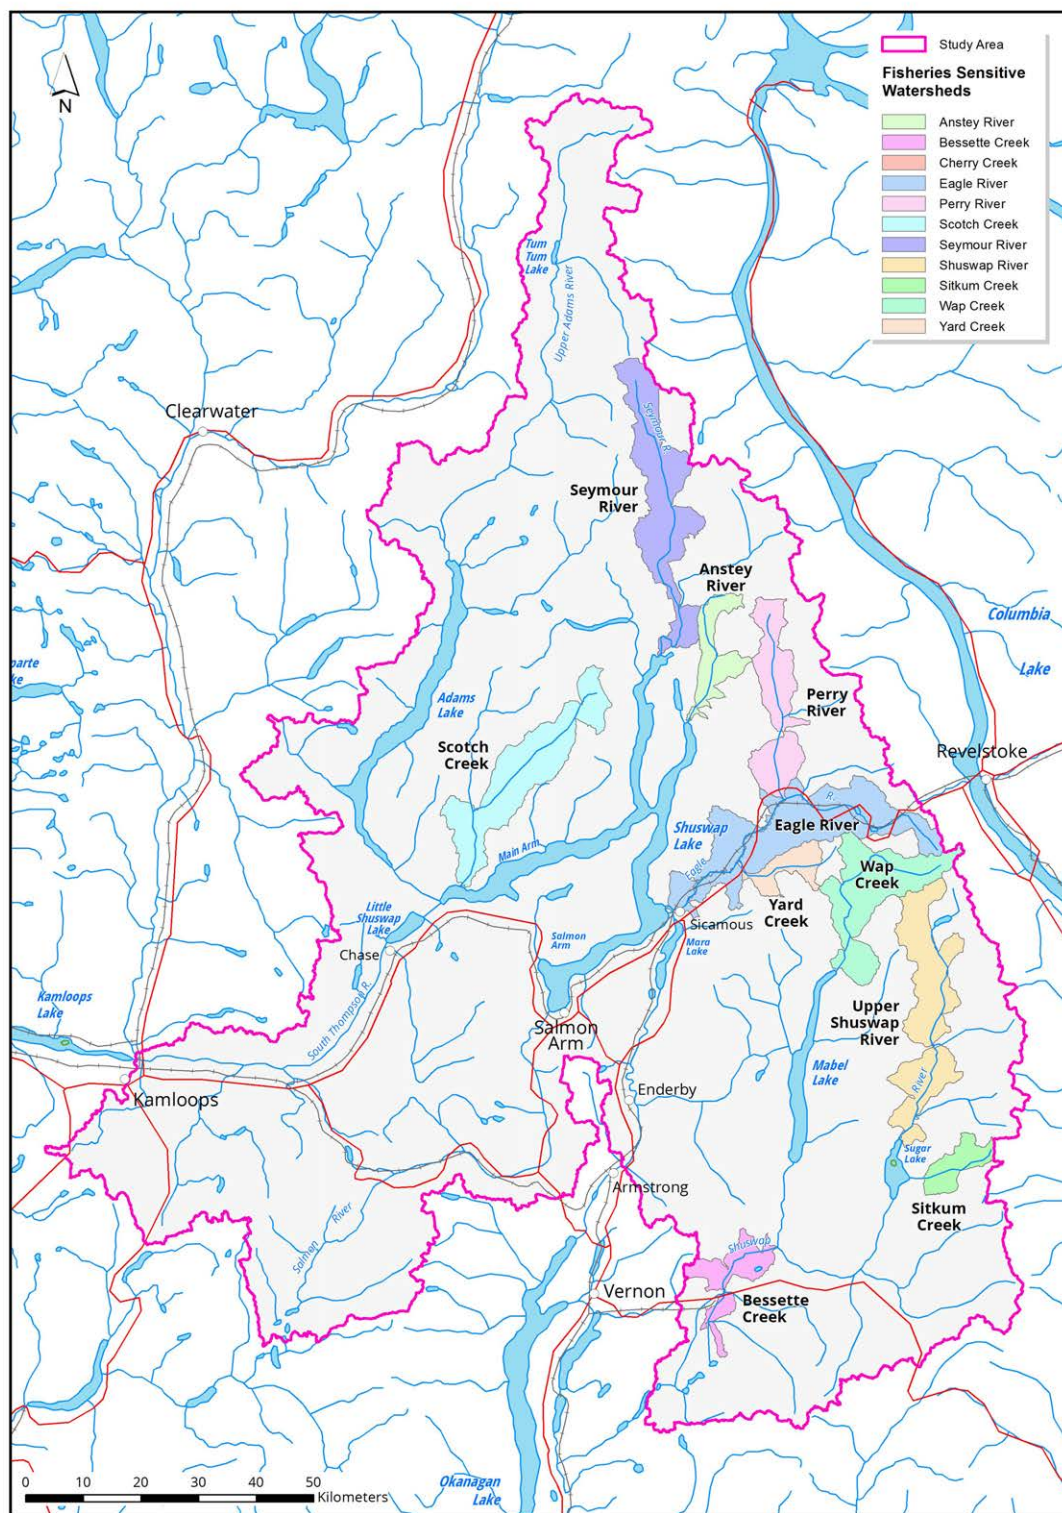 N
Study Area
Fisheries Sensitive
Watersheds
Anstey River
Bessette Creek
Cherry Creek
Eagle River
Perry River
Scotch Creek
Seymour River
Shuswap River
Sitkum Creek
Wap Creek
Yard Creek
Tum
Tum
Lake
Upper Adams River
Clearwater
Seymour R.
Seymour
River
Anstey
River
Columbia
Lake
Adams
Lake
Perry
River
Scotch
Creek
Revelstoke
R.
Eagle River
Shuswap
Lake
Main Arm
Eagle
Wap
Creek
Yard
Creek
Little
Shuswap
Lake
Sicamous
Salmon
Arm
Mara
Lake
Chase
Kamloops
Lake
South Thompson R.
Upper
Shuswap
River
Salmon
Arm
Mabel
Lake
River
Kamloops
Enderby
Sugar
Lake
Armstrong
Sitkum
Creek
Salmon
River
Shuswap
Vernon
Bessette
Creek
0 10 20 30 40 50
Kilometers
Okanagan
Lake